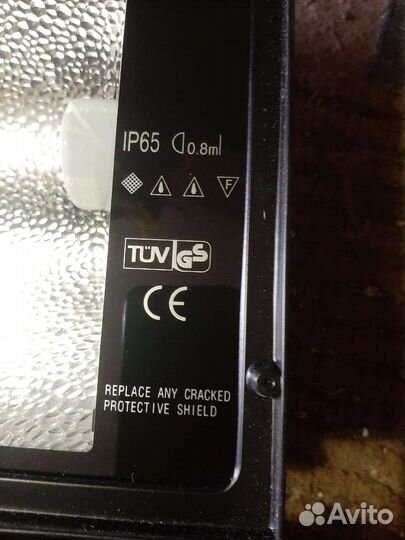 IP65 0.8m
F
TÜV GS
CE
REPLACE ANY CRACKED
PROTECTIVE SHIELD
Avito